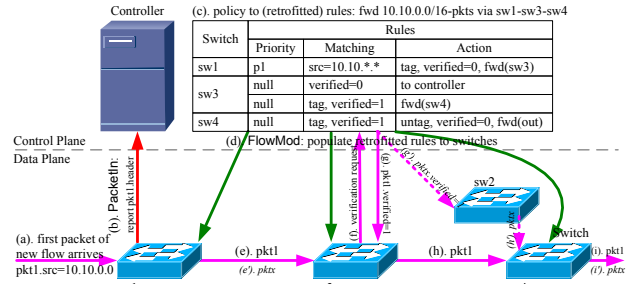 Controller
(c). policy to (retrofitted) rules: fwd 10.10.0.0/16-pkts via sw1-sw3-sw4
Switch
Rules
Priority
Matching
Action
sw1
p1
src=10.10.*.*
tag, verified=0, fwd(sw3)
sw3
null
verified=0
to controller
null
tag, verified=1
fwd(sw4)
sw4
null
tag, verified=1
untag, verified=0, fwd(out)
(d). FlowMod: populate retrofitted rules to switches
Control Plane
Data Plane
(b). PacketIn:
report pkt1.header
(f). verification request
(g). pkt1.verified=1
(g'). pktx.verified=
sw2
(h'). pktx
Switch
(a). first packet of
new flow arrives
pkt1.src=10.10.0.0
(e). pkt1
(e'). pktx
(h). pkt1
(i). pkt1
(i'). pktx